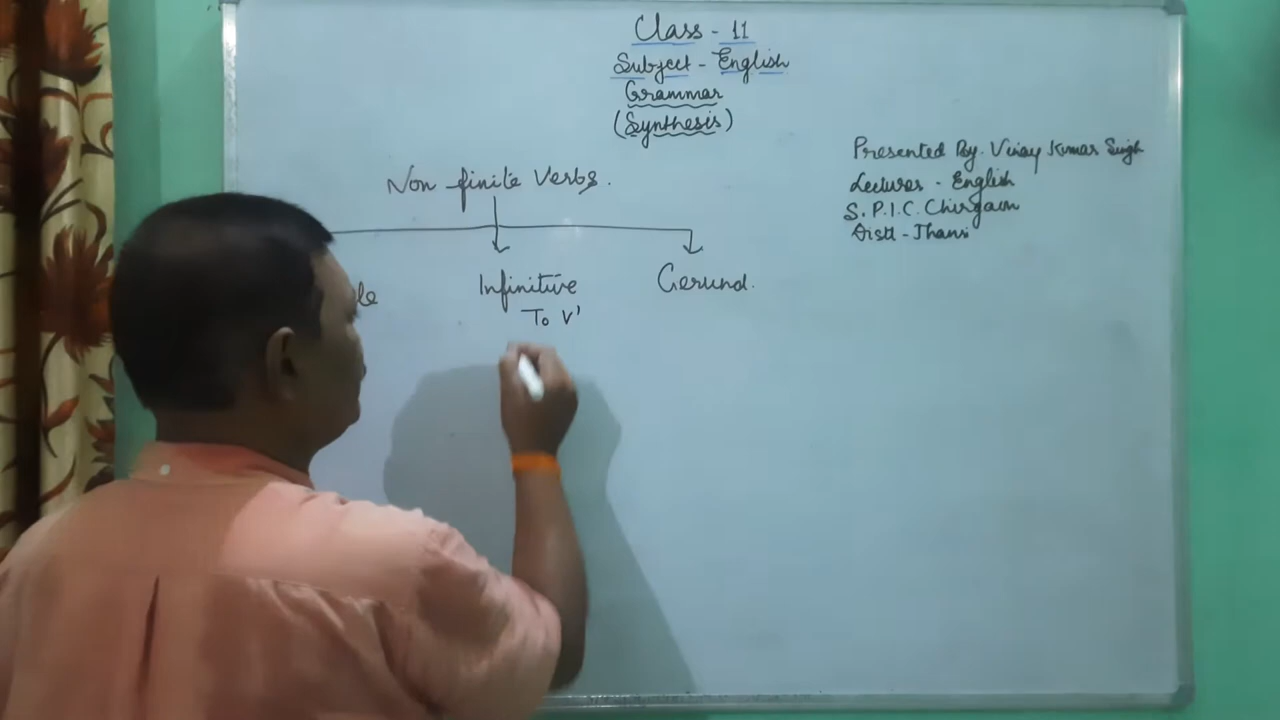 Class - 11
Subject - English
Grammar
(Synthesis)
Presented By. Vinay Kumar Singh
Lecturer - English
S. P.I.C. Chirgaon
Distt - Jhansi
Non finite Verbs.
Infinitive
Gerund.
To V'